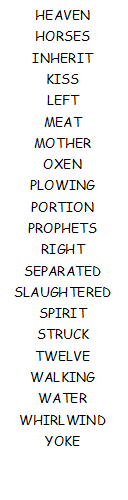 HEAVEN
HORSES
INHERIT
KISS
LEFT
MEAT
MOTHER
OXEN
PLOWING
PORTION
PROPHETS
RIGHT
SEPARATED
SLAUGHTERED
SPIRIT
STRUCK
TWELVE
WALKING
WATER
WHIRLWIND
YOKE